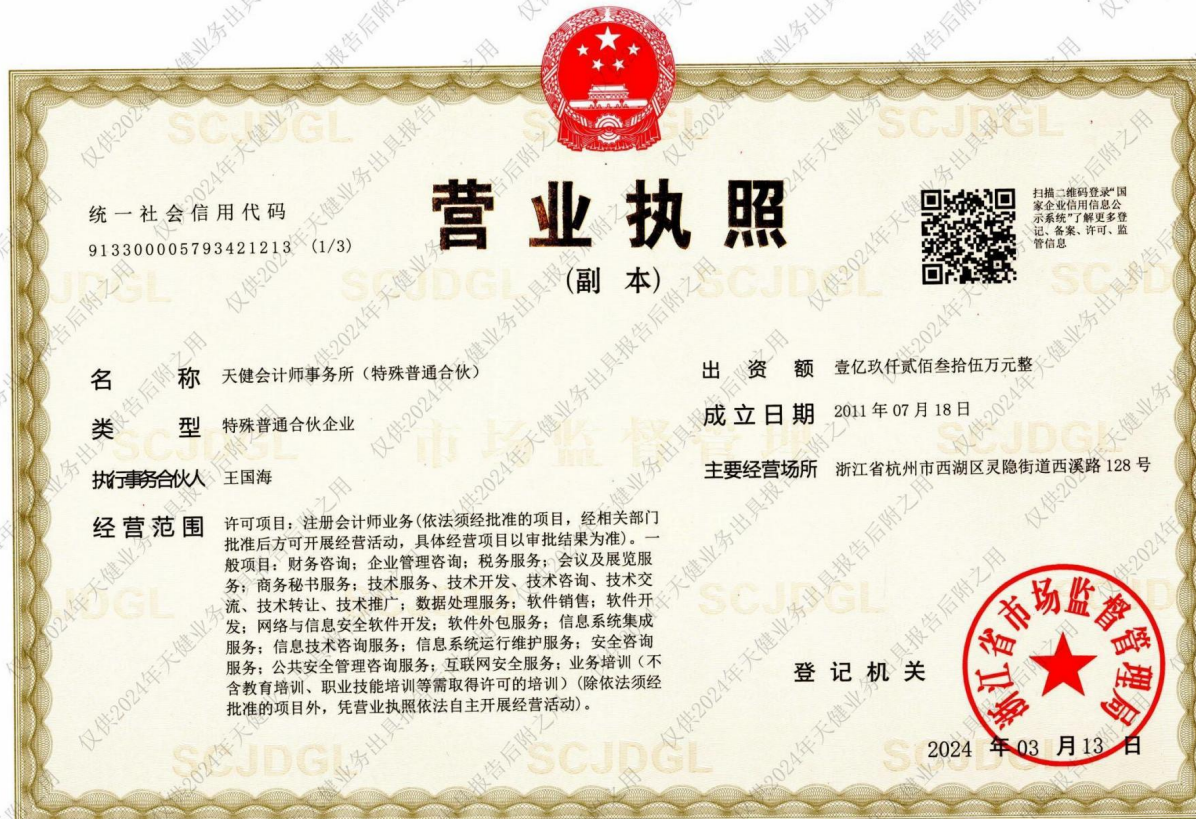 营业执照
(副 本)
统一社会信用代码
913300005793421213 (1/3)
扫描二维码登录“国
家企业信用信息公
示系统”了解更多登
记、备案、许可、监
管信息
名 称 天健会计师事务所（特殊普通合伙）
类 型 特殊普通合伙企业
执行事务合伙人 王国海
经营范围 许可项目：注册会计师业务(依法须经批准的项目，经相关部门
批准后方可开展经营活动，具体经营项目以审批结果为准)。一
般项目：财务咨询；企业管理咨询；税务服务；会议及展览服
务；商务秘书服务；技术服务、技术开发、技术咨询、技术交
流、技术转让、技术推广；数据处理服务；软件销售；软件开
发；网络与信息安全软件开发；软件外包服务；信息系统集成
服务；信息技术咨询服务；信息系统运行维护服务；安全咨询
服务；公共安全管理咨询服务；互联网安全服务；业务培训（不
含教育培训、职业技能培训等需取得许可的培训）(除依法须经
批准的项目外，凭营业执照依法自主开展经营活动)。
出 资 额 壹亿玖仟贰佰叁拾伍万元整
成立日期 2011年07月18日
主要经营场所 浙江省杭州市西湖区灵隐街道西溪路128号
登记机关
浙江省市场监督管理局
2024 年 03 月 13 日
仅供2024年天健业务出具报告后附之用
SCJDGL
市场监督管理